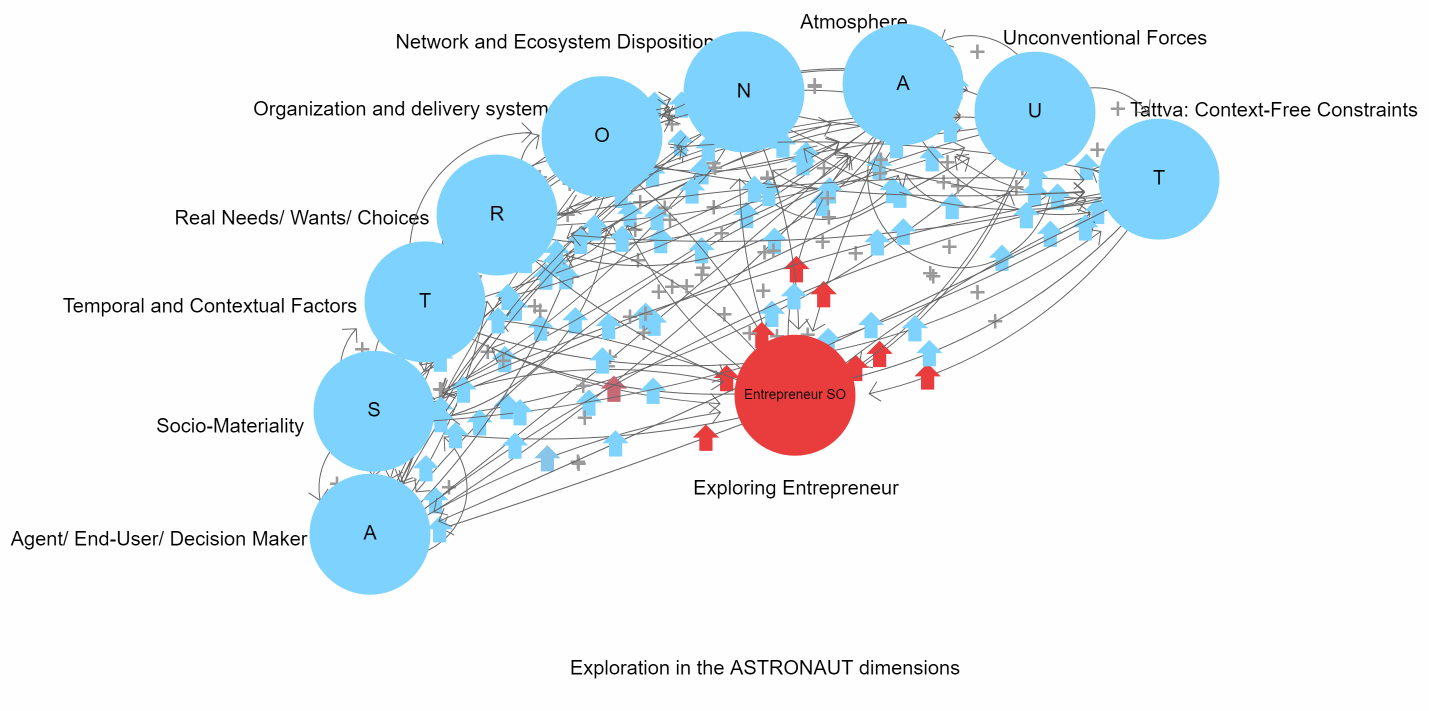 Atmosphere
Network and Ecosystem Disposition
Unconventional Forces
N
A
U
Organization and delivery system
O
Tattva: Context-Free Constraints
T
Real Needs/ Wants/ Choices
R
Temporal and Contextual Factors
T
Entrepreneur SO
Socio-Materiality
S
Exploring Entrepreneur
Agent/ End-User/ Decision Maker
A
Exploration in the ASTRONAUT dimensions